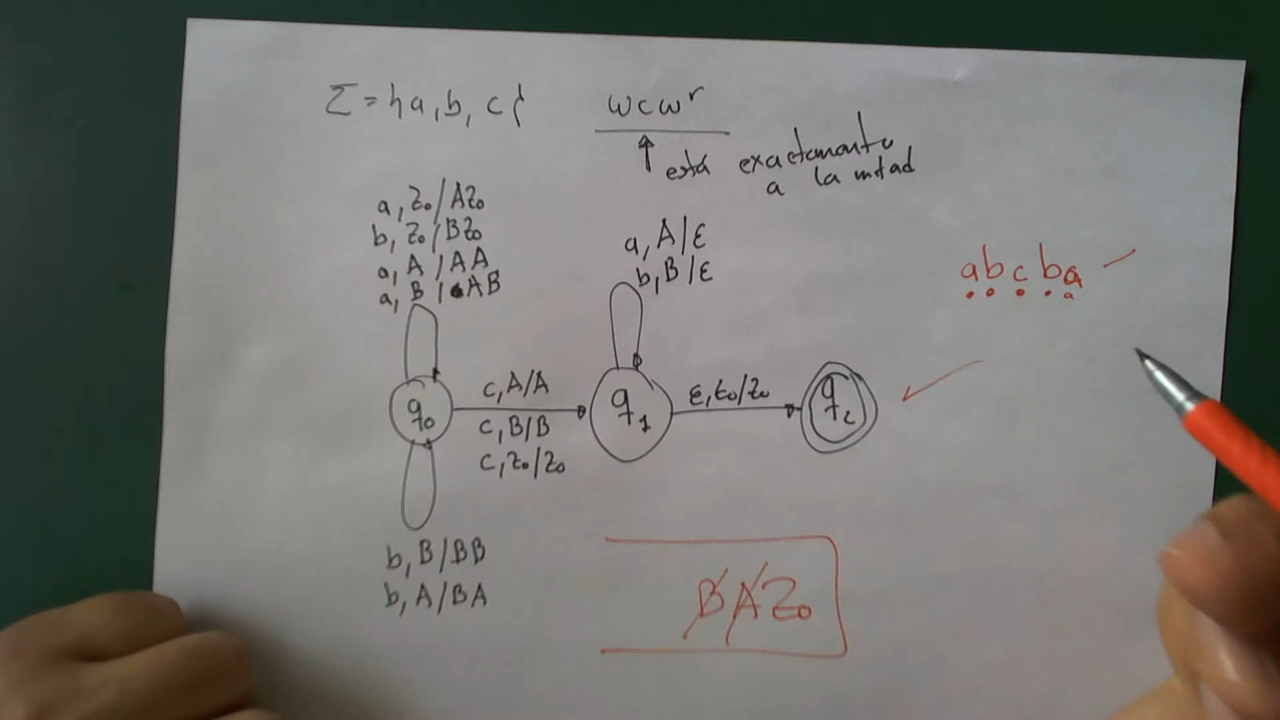 Σ = {a, b, c}
wcwʳ
está exactamente
a la mitad
a, Z₀/AZ₀
b, Z₀/BZ₀
a, A/AA
a, B/AB
a, A/ε
b, B/ε
abcba
q₀
c, A/A
c, B/B
c, Z₀/Z₀
q₁
ε, Z₀/Z₀
q₂
b, B/BB
b, A/BA
BAZ₀